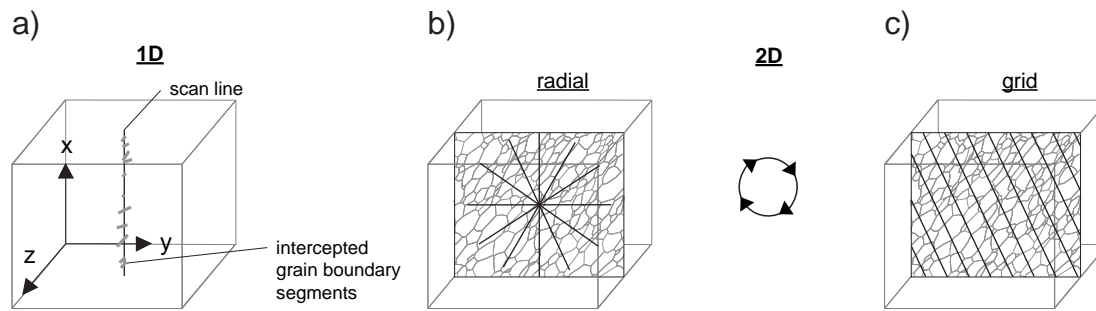 a)
1D
scan line
x
y
z
intercepted
grain boundary
segments
b)
radial
2D
c)
grid